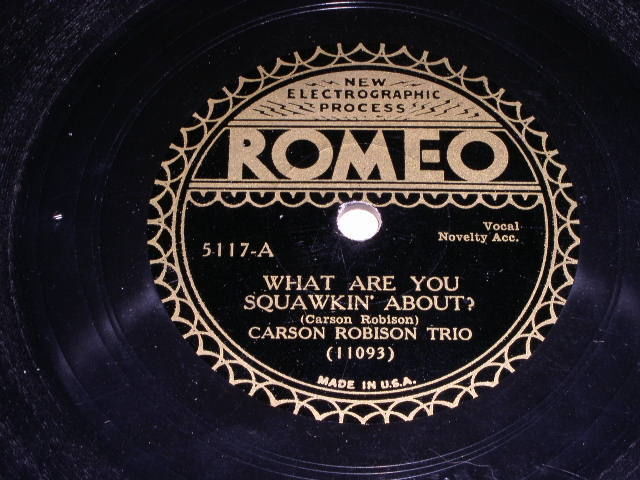 NEW
ELECTROGRAPHIC
PROCESS
ROMEO
Vocal
Novelty Acc.
5117-A
WHAT ARE YOU
SQUAWKIN' ABOUT?
(Carson Robison)
CARSON ROBISON TRIO
(11093)
MADE IN U.S.A.